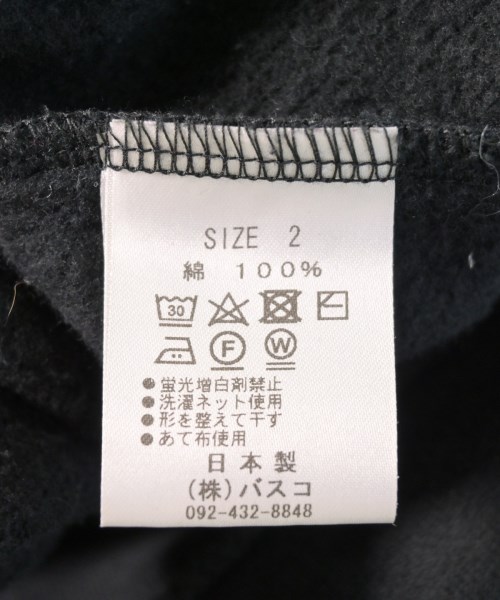 SIZE 2
綿 100%
30
F W
●蛍光増白剤禁止
●洗濯ネット使用
●形を整えて干す
●あて布使用
日本製
(株)バスコ
092-432-8848